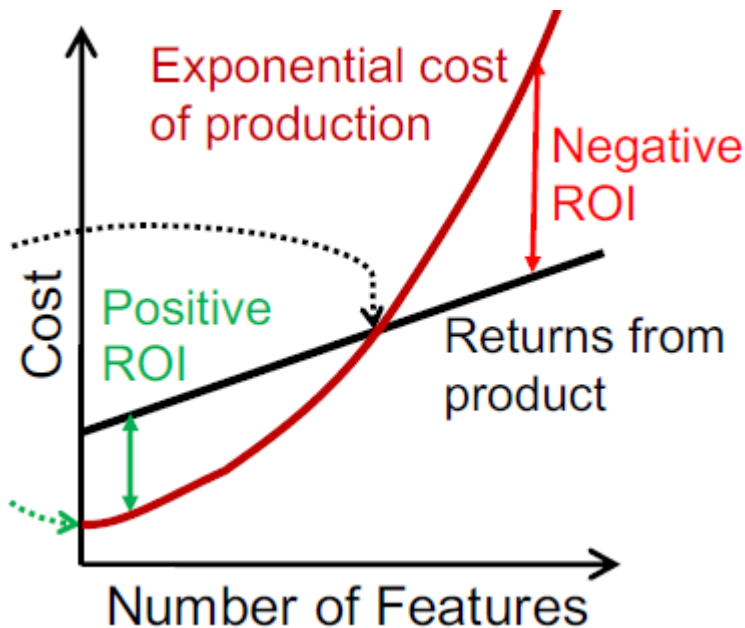 Exponential cost
of production
Negative
ROI
Positive
ROI
Cost
Returns from
product
Number of Features